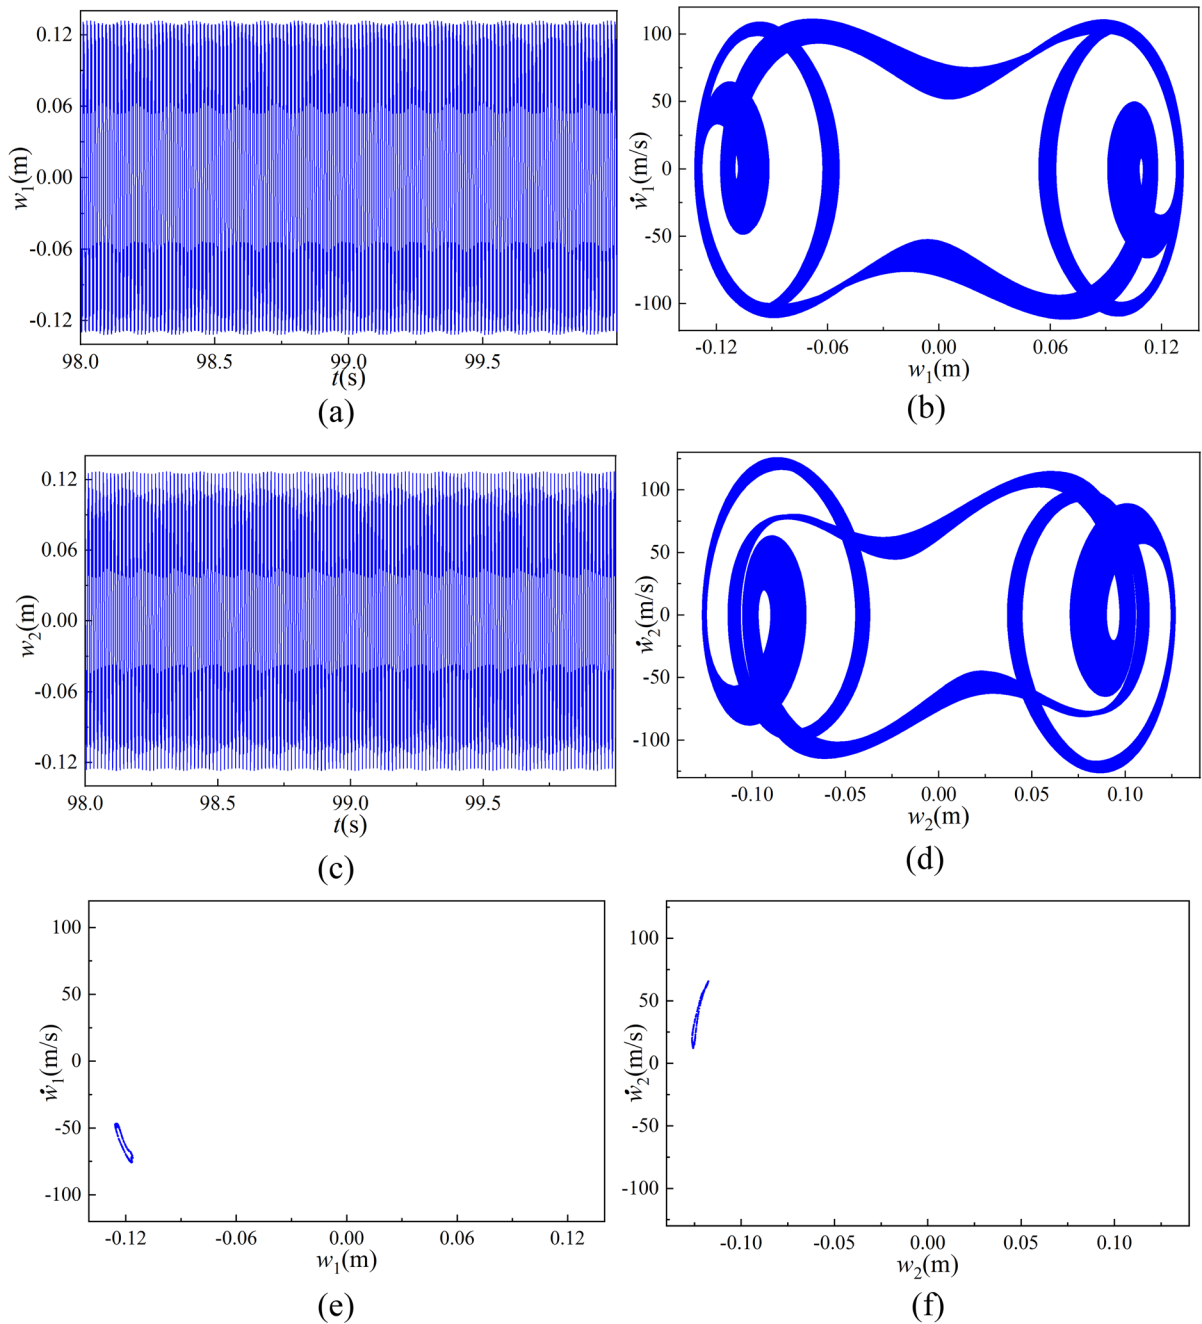 0.12
0.06
0.00
-0.06
-0.12
w₁(m)
98.0 98.5 99.0 99.5
t(s)
(a)
100
50
0
-50
-100
ẇ₁(m/s)
-0.12 -0.06 0.00 0.06 0.12
w₁(m)
(b)
0.12
0.06
0.00
-0.06
-0.12
w₂(m)
98.0 98.5 99.0 99.5
t(s)
(c)
100
50
0
-50
-100
ẇ₂(m/s)
-0.10 -0.05 0.00 0.05 0.10
w₂(m)
(d)
100
50
0
-50
-100
ẇ₁(m/s)
-0.12 -0.06 0.00 0.06 0.12
w₁(m)
(e)
100
50
0
-50
-100
ẇ₂(m/s)
-0.10 -0.05 0.00 0.05 0.10
w₂(m)
(f)